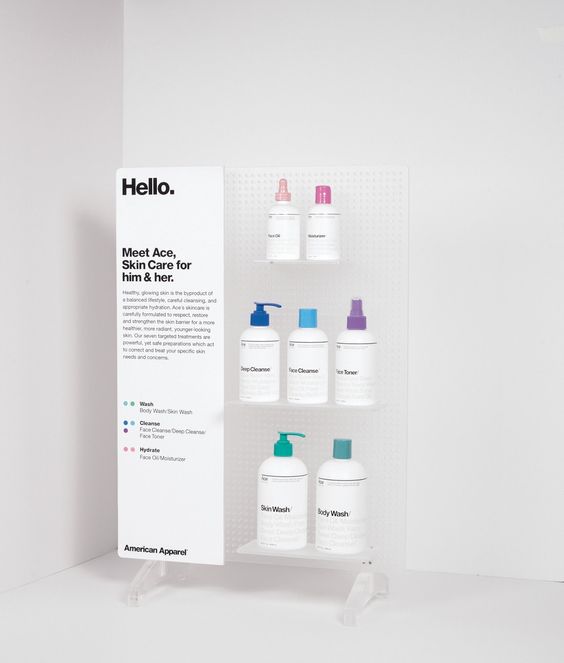 Hello.
Meet Ace,
Skin Care for
him & her.
Healthy, glowing skin is the byproduct of
a balanced lifestyle, careful cleansing, and
appropriate hydration. Ace's skincare is
carefully formulated to respect, restore
and strengthen the skin barrier for a more
healthier, more radiant, younger-looking
skin. Our seven targeted treatments are
powerful, yet safe preparations which act
to correct and treat your specific skin
needs and concerns.
Wash
Body Wash/Skin Wash
Cleanse
Face Cleanse/Deep Cleanse/
Face Toner
Hydrate
Face Oil/Moisturizer
American Apparel
Face Oil
Moisturizer
Deep Cleanse
Face Cleanse
Face Toner
Skin Wash
Body Wash